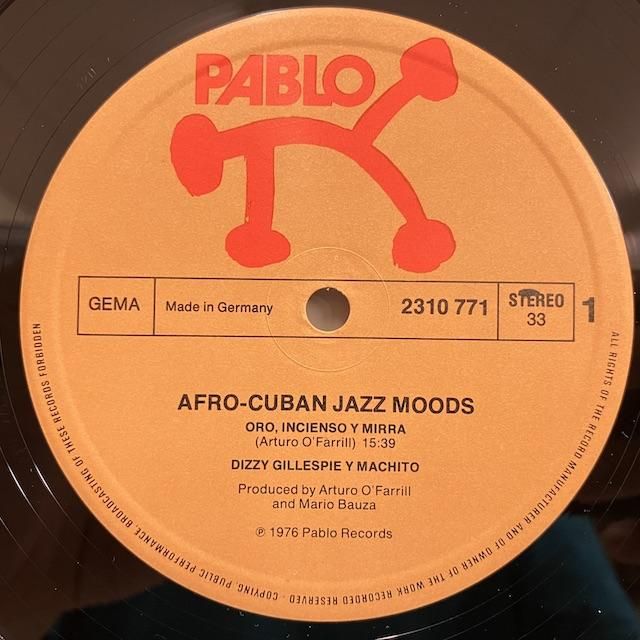 PABLO
GEMA
Made in Germany
2310 771
STEREO
33
1
AFRO-CUBAN JAZZ MOODS
ORO, INCIENSO Y MIRRA
(Arturo O'Farrill) 15:39
DIZZY GILLESPIE Y MACHITO
Produced by Arturo O'Farrill
and Mario Bauza
℗ 1976 Pablo Records
ALL RIGHTS OF THE RECORD MANUFACTURER AND OF OWNER OF THE WORK RECORDED RESERVED · COPYING, PUBLIC PERFORMANCE, BROADCASTING OF THESE RECORDS FORBIDDEN